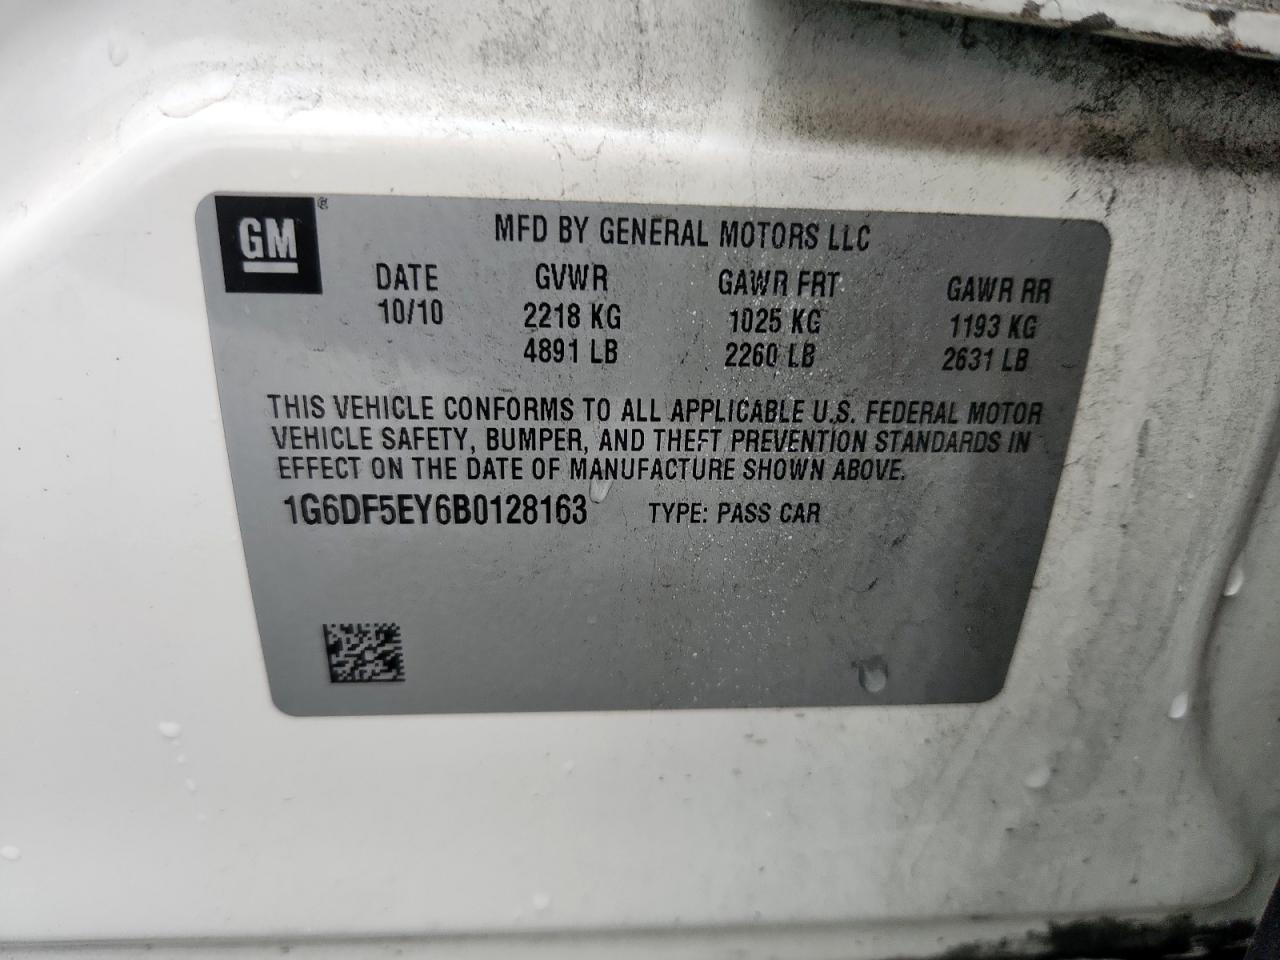 GM®
MFD BY GENERAL MOTORS LLC
DATE GVWR GAWR FRT GAWR RR
10/10 2218 KG 1025 KG 1193 KG
4891 LB 2260 LB 2631 LB
THIS VEHICLE CONFORMS TO ALL APPLICABLE U.S. FEDERAL MOTOR
VEHICLE SAFETY, BUMPER, AND THEFT PREVENTION STANDARDS IN
EFFECT ON THE DATE OF MANUFACTURE SHOWN ABOVE.
1G6DF5EY6B0128163 TYPE: PASS CAR